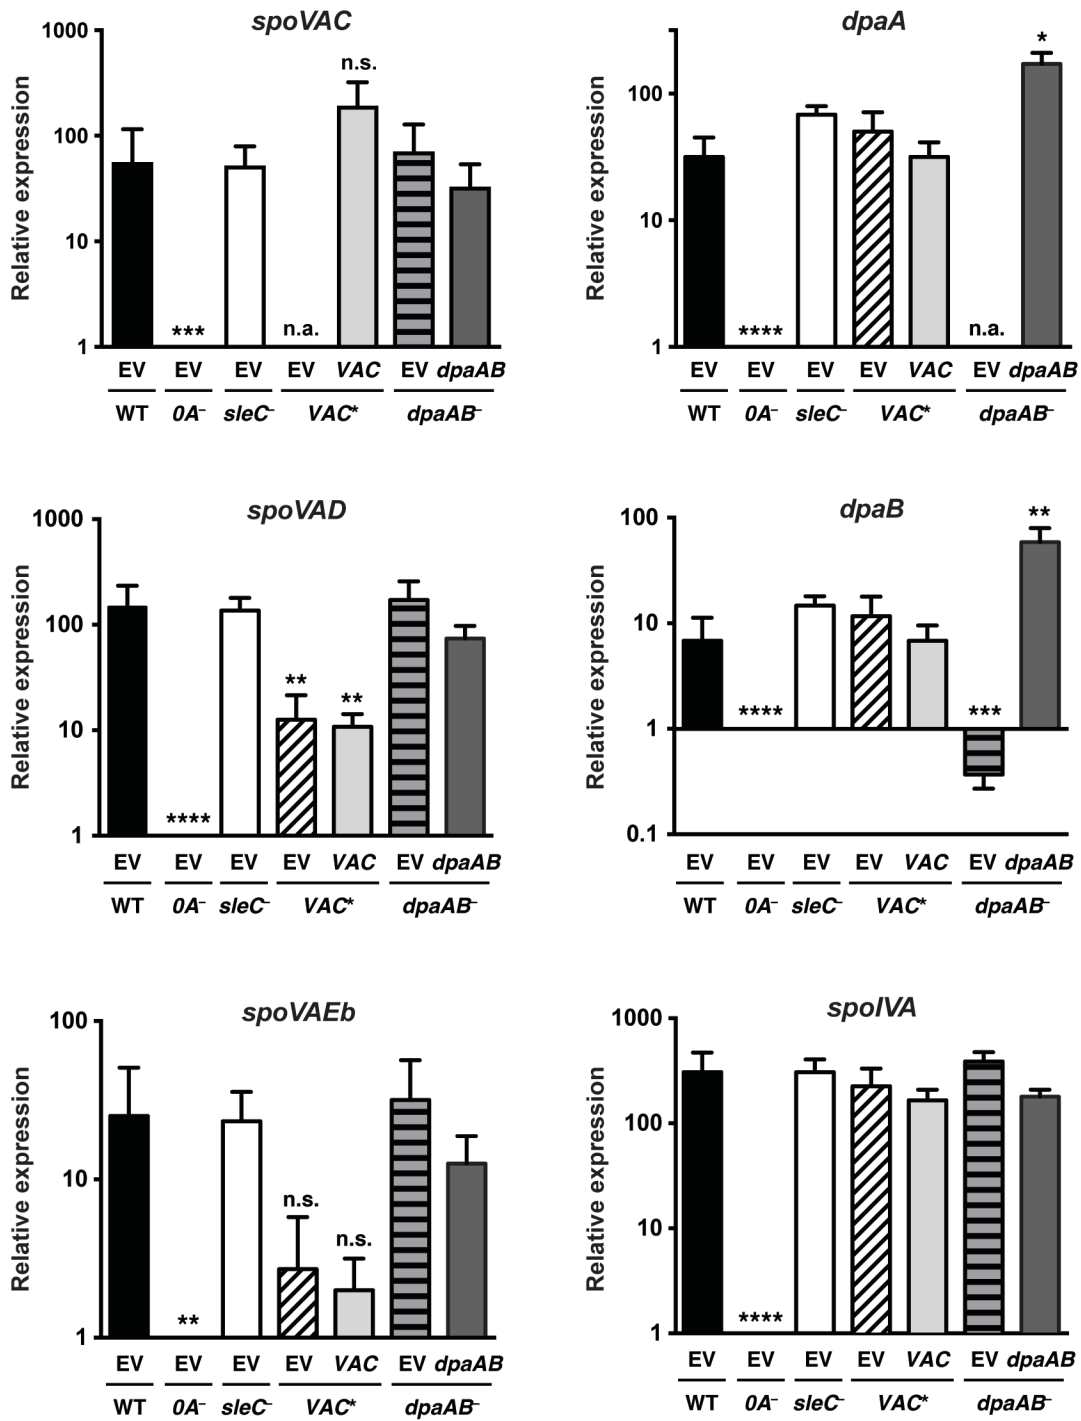 spoVAC
Relative expression
1000
100
10
1
***
n.a.
n.s.
EV EV EV EV VAC EV dpaAB
WT 0A– sleC– VAC* dpaAB–
dpaA
Relative expression
100
10
1
****
n.a.
*
EV EV EV EV VAC EV dpaAB
WT 0A– sleC– VAC* dpaAB–
spoVAD
Relative expression
1000
100
10
1
****
**
**
EV EV EV EV VAC EV dpaAB
WT 0A– sleC– VAC* dpaAB–
dpaB
Relative expression
100
10
1
0.1
****
***
**
EV EV EV EV VAC EV dpaAB
WT 0A– sleC– VAC* dpaAB–
spoVAEb
Relative expression
100
10
1
**
n.s.
n.s.
EV EV EV EV VAC EV dpaAB
WT 0A– sleC– VAC* dpaAB–
spoIVA
Relative expression
1000
100
10
1
****
EV EV EV EV VAC EV dpaAB
WT 0A– sleC– VAC* dpaAB–